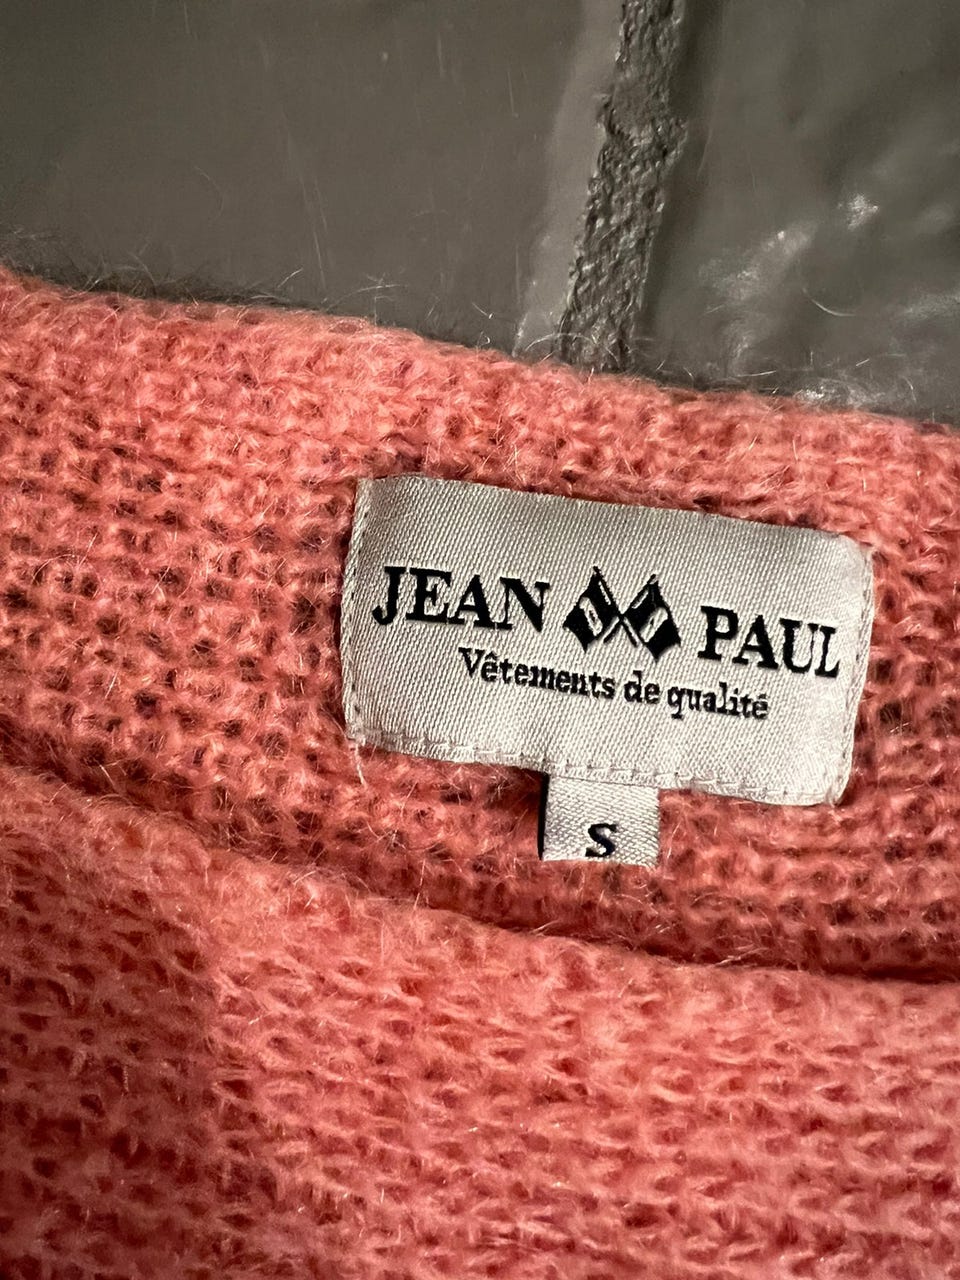 JEAN PAUL
Vêtements de qualité
S